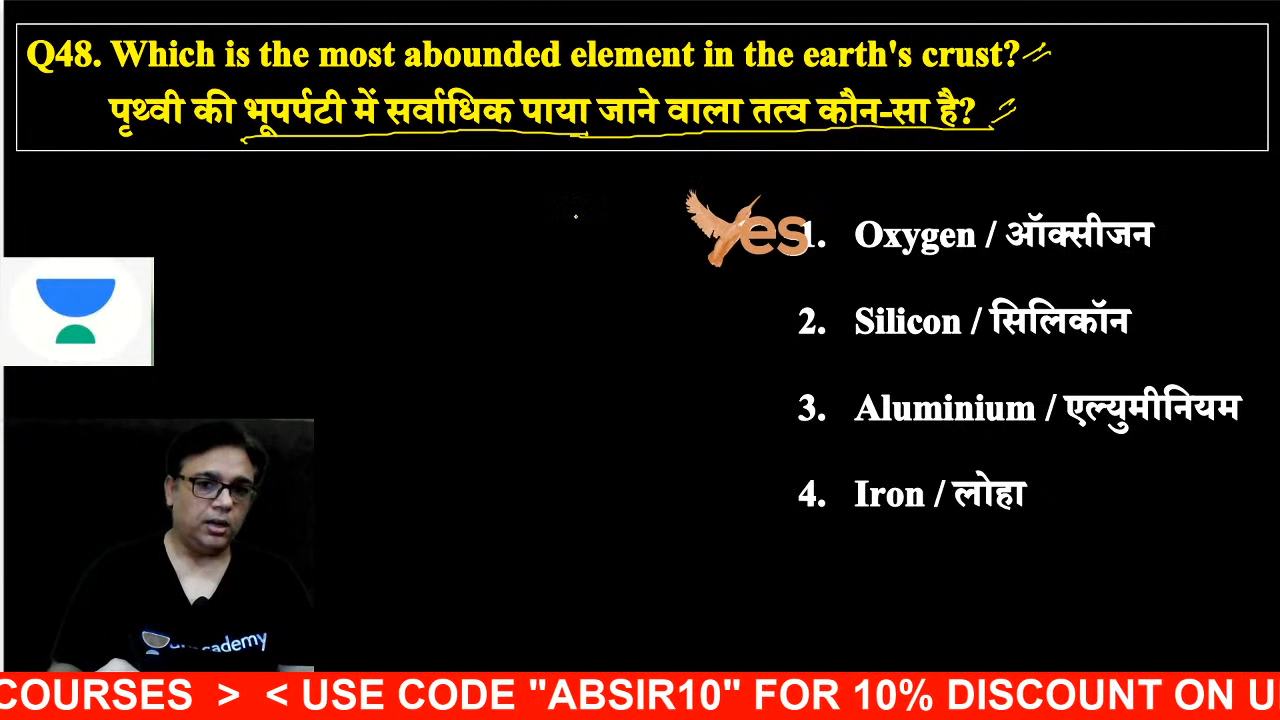 Q48. Which is the most abounded element in the earth's crust?
पृथ्वी की भूपर्पटी में सर्वाधिक पाया जाने वाला तत्व कौन-सा है?
Yes
1. Oxygen / ऑक्सीजन
2. Silicon / सिलिकॉन
3. Aluminium / एल्युमीनियम
4. Iron / लोहा
COURSES > < USE CODE "ABSIR10" FOR 10% DISCOUNT ON U